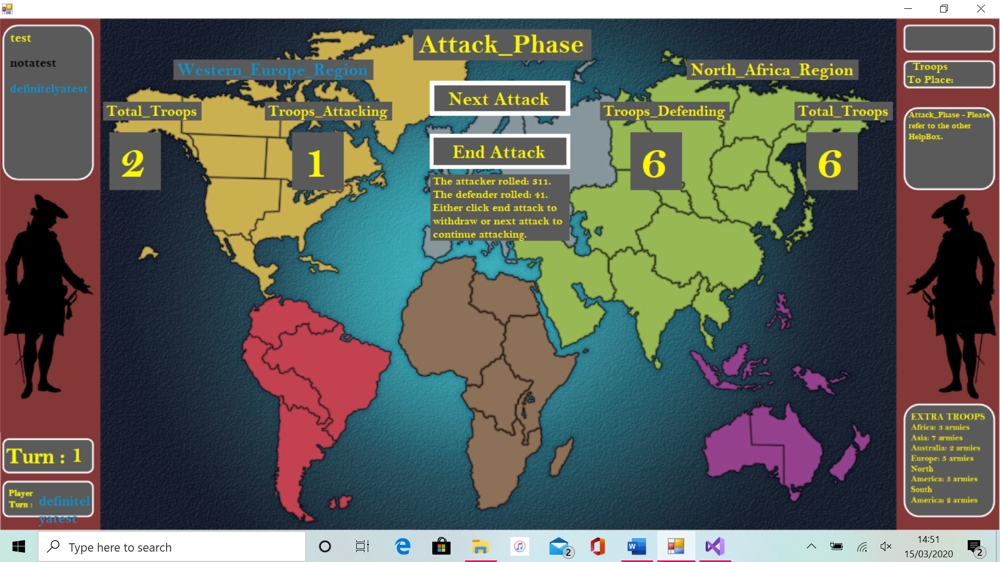 test
notatest
definitelyatest
Attack_Phase
Western_Europe_Region
North_Africa_Region
Total_Troops
Troops_Attacking
Troops_Defending
Total_Troops
2
1
6
6
Next Attack
End Attack
The attacker rolled: 311.
The defender rolled: 41.
Either click end attack to
withdraw or next attack to
continue attacking.
Troops
To Place:
Attack_Phase - Please
refer to the other
HelpBox.
Turn : 1
Player
Turn :
definitel
yatest
EXTRA TROOPS
Africa: 3 armies
Asia: 7 armies
Australia: 2 armies
Europe: 5 armies
North
America: 5 armies
South
America: 2 armies
Type here to search
2
W
14:51
15/03/2020
2